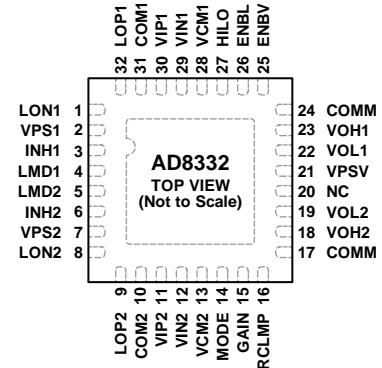 32 LOP1
31 COM1
30 VIP1
29 VIN1
28 VCM1
27 HILO
26 ENBL
25 ENBV
LON1 1
VPS1 2
INH1 3
LMD1 4
LMD2 5
INH2 6
VPS2 7
LON2 8
AD8332
TOP VIEW
(Not to Scale)
24 COMM
23 VOH1
22 VOL1
21 VPSV
20 NC
19 VOL2
18 VOH2
17 COMM
LOP2 9
COM2 10
VIP2 11
VIN2 12
VCM2 13
MODE 14
GAIN 15
RCLMP 16